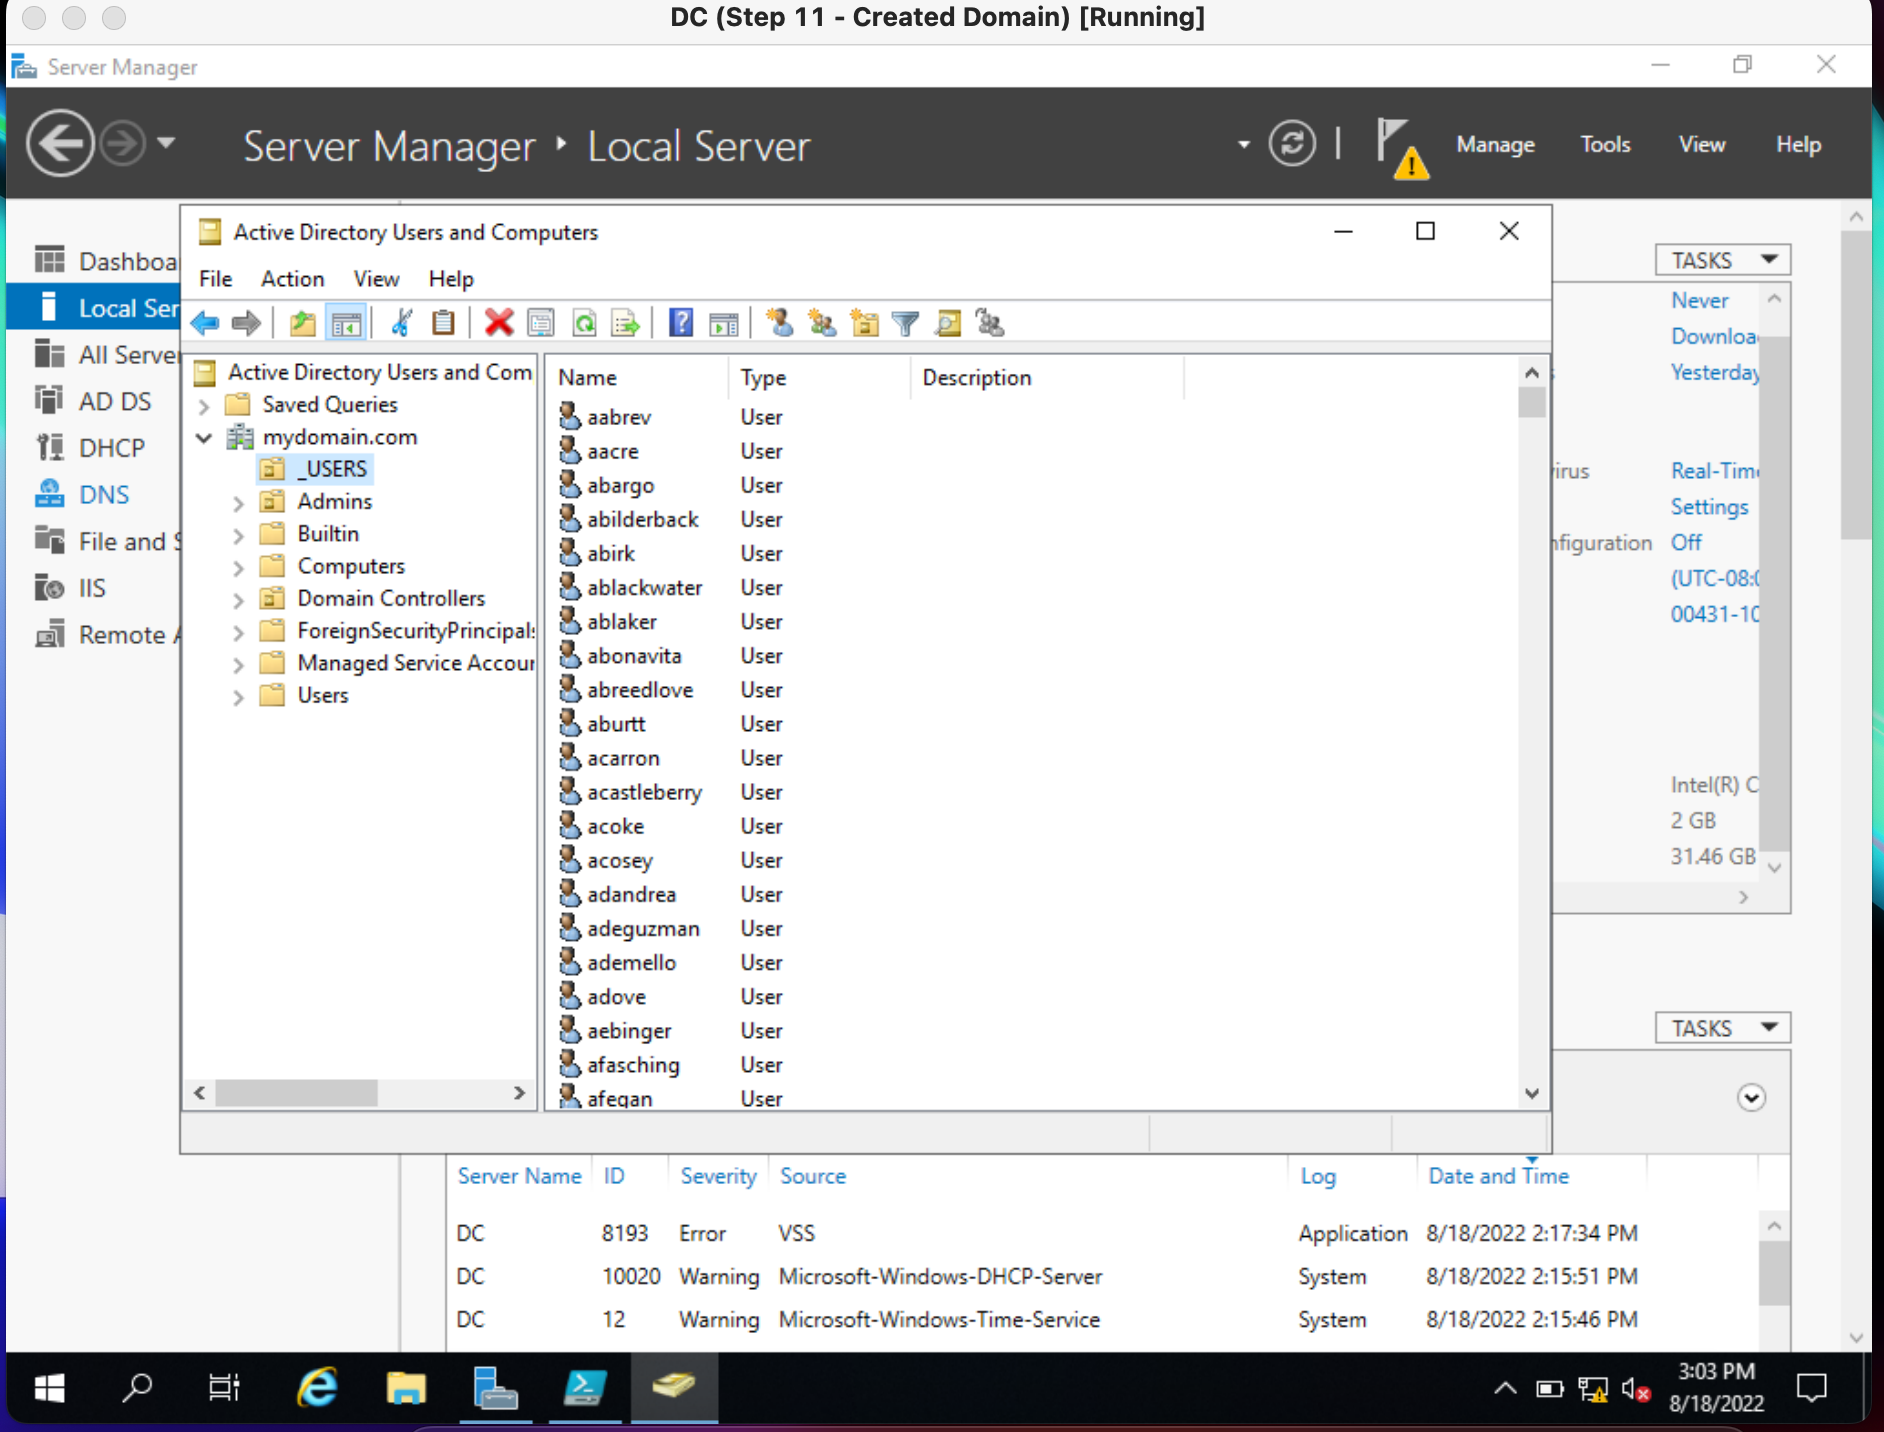 DC (Step 11 - Created Domain) [Running]
Server Manager
Server Manager Local Server
Manage Tools View Help
Dashboa
Local Ser
All Server
AD DS
DHCP
DNS
File and S
IIS
Remote A
Active Directory Users and Computers
File Action View Help
Active Directory Users and Com
Saved Queries
mydomain.com
_USERS
Admins
Builtin
Computers
Domain Controllers
ForeignSecurityPrincipals
Managed Service Accour
Users
Name Type Description
aabrev User
aacre User
abargo User
abilderback User
abirk User
ablackwater User
ablaker User
abonavita User
abreedlove User
aburtt User
acarron User
acastleberry User
acoke User
acosey User
adandrea User
adeguzman User
ademello User
adove User
aebinger User
afasching User
afegan User
TASKS
Never
Downloa
Yesterday
irus Real-Time
Settings
nfiguration Off
(UTC-08:0
00431-10
Intel(R) C
2 GB
31.46 GB
TASKS
Server Name ID Severity Source Log Date and Time
DC 8193 Error VSS Application 8/18/2022 2:17:34 PM
DC 10020 Warning Microsoft-Windows-DHCP-Server System 8/18/2022 2:15:51 PM
DC 12 Warning Microsoft-Windows-Time-Service System 8/18/2022 2:15:46 PM
3:03 PM
8/18/2022